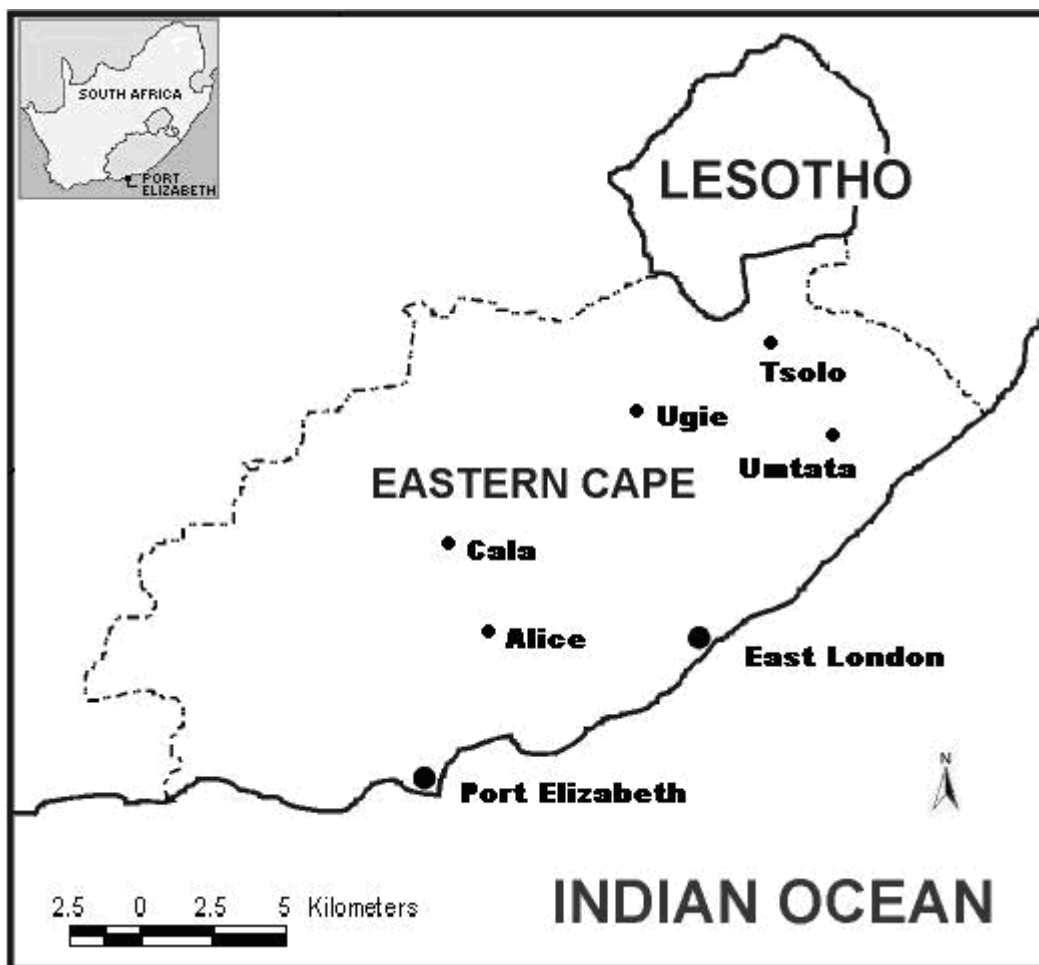 SOUTH AFRICA
PORT
ELIZABETH
LESOTHO
Tsolo
Ugie
Umtata
EASTERN CAPE
Cala
Alice
East London
Port Elizabeth
N
2.5 0 2.5 5 Kilometers
INDIAN OCEAN